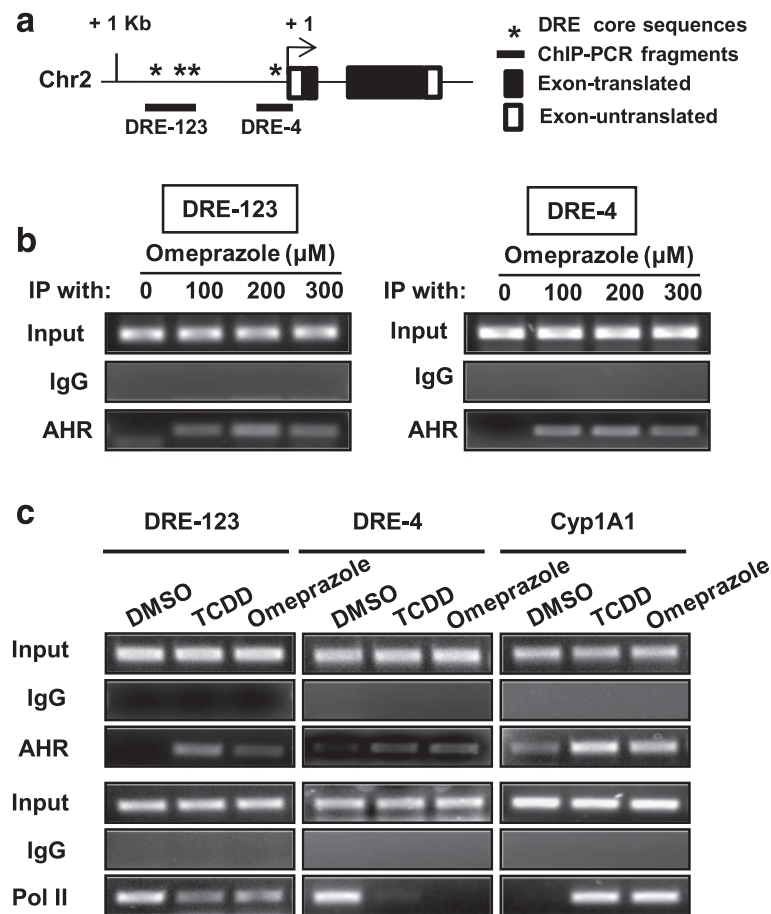 a
+ 1 Kb
+ 1
* DRE core sequences
* ** *
ChIP-PCR fragments
Chr2
Exon-translated
DRE-123 DRE-4
Exon-untranslated
b
DRE-123
Omeprazole (µM)
IP with: 0 100 200 300
Input
IgG
AHR
DRE-4
Omeprazole (µM)
IP with: 0 100 200 300
Input
IgG
AHR
c
DRE-123 DRE-4 Cyp1A1
DMSO TCDD Omeprazole DMSO TCDD Omeprazole DMSO TCDD Omeprazole
Input
IgG
AHR
Input
IgG
Pol II